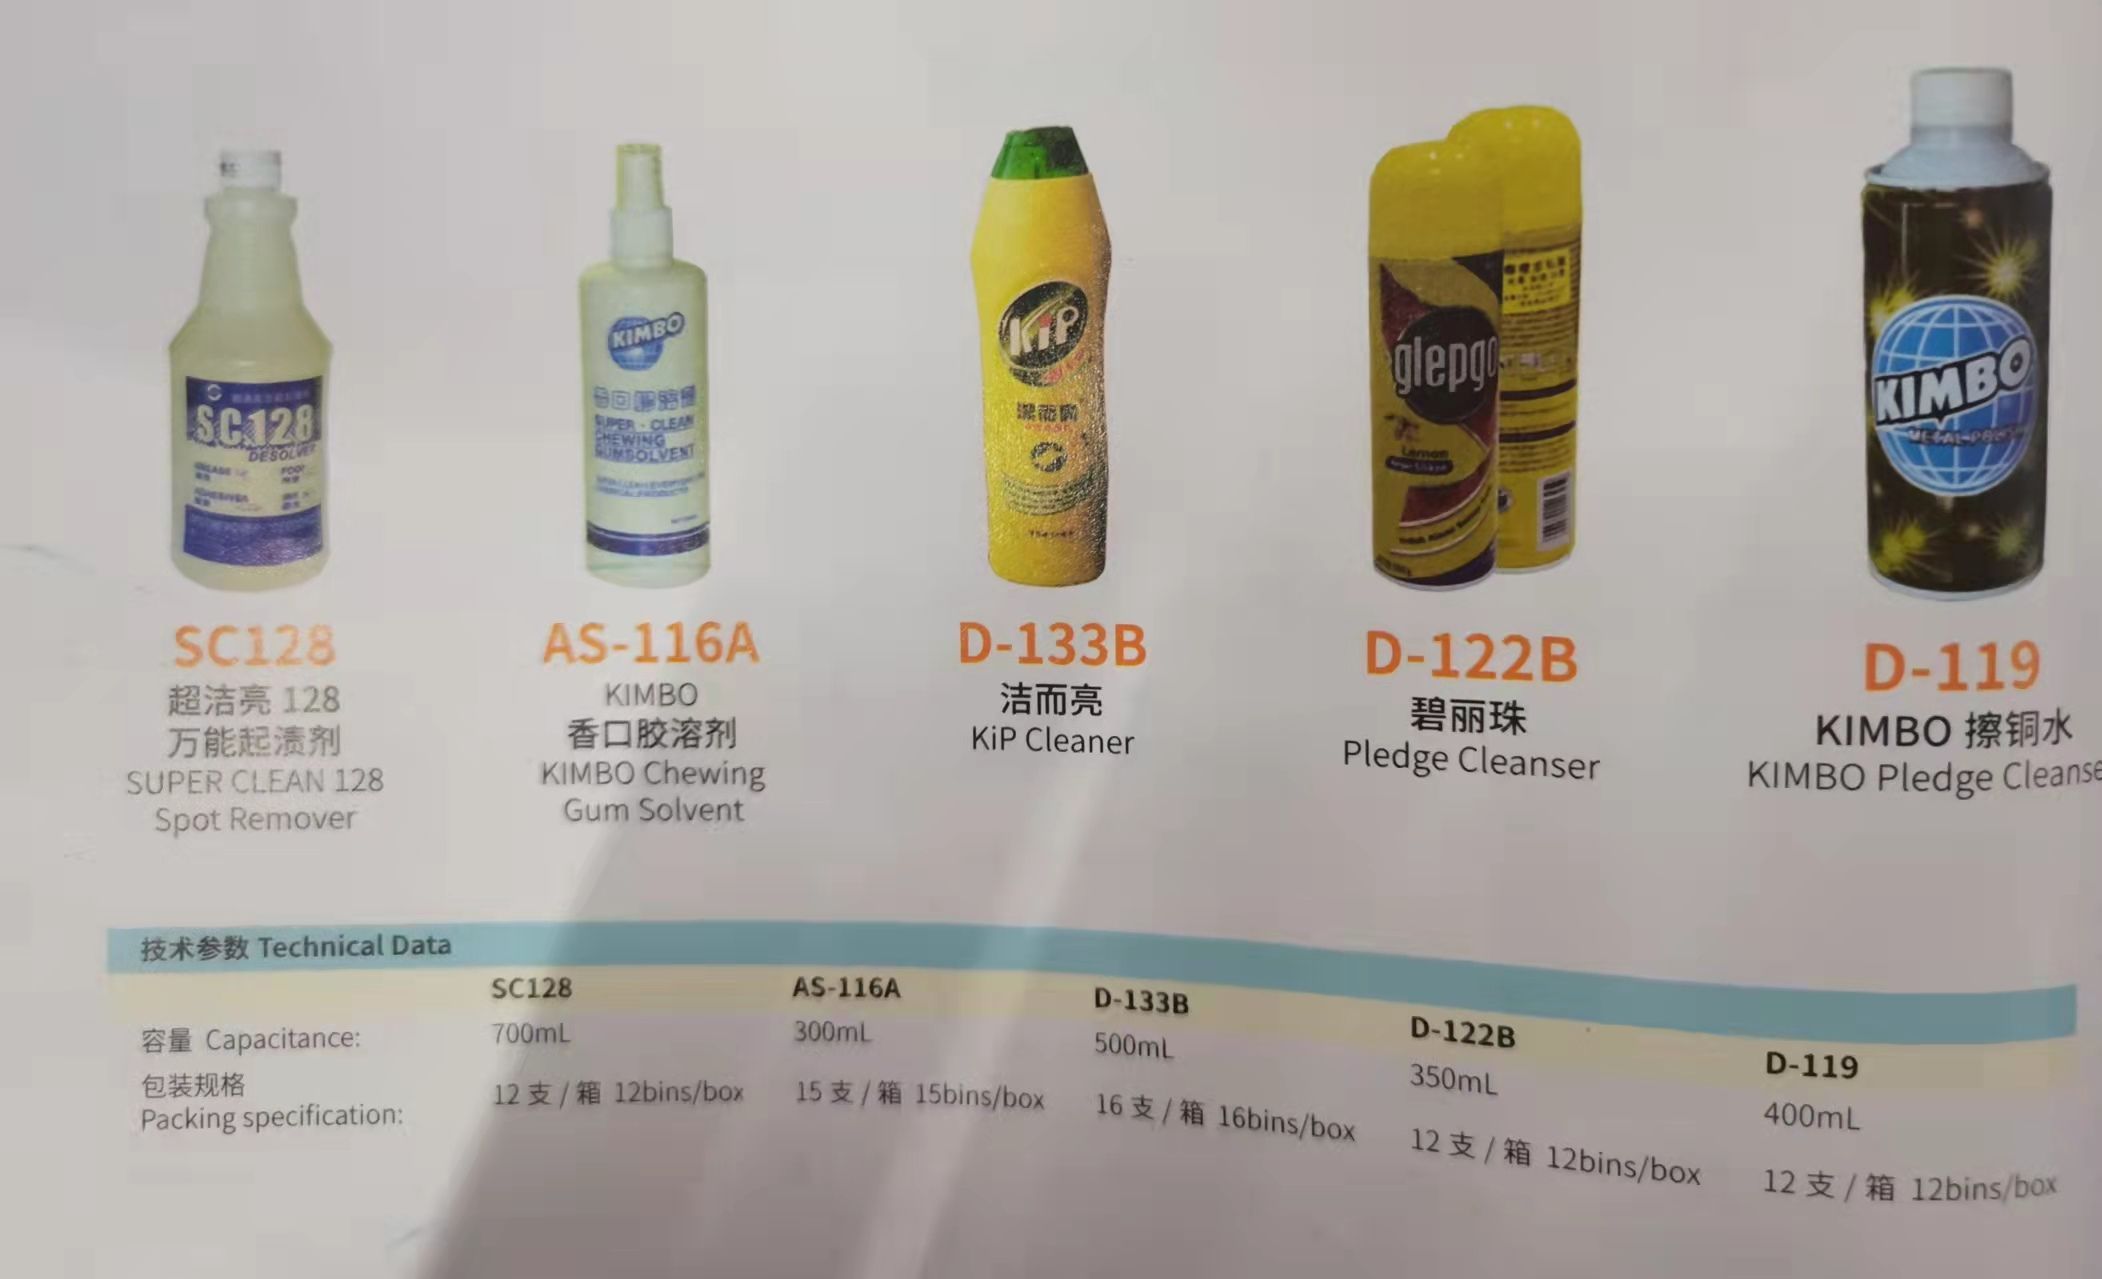 SC128
DESOLVER
KIMBO
SUPER - CLEAN
CHEWING
GUMSOLVENT
KiP
glepgo
Lemon
KIMBO
METAL POLISH
SC128
超洁亮 128
万能起渍剂
SUPER CLEAN 128
Spot Remover
AS-116A
KIMBO
香口胶溶剂
KIMBO Chewing
Gum Solvent
D-133B
洁而亮
KiP Cleaner
D-122B
碧丽珠
Pledge Cleanser
D-119
KIMBO 擦铜水
KIMBO Pledge Cleanse
技术参数 Technical Data
SC128 AS-116A D-133B D-122B D-119
容量 Capacitance: 700mL 300mL 500mL 350mL 400mL
包装规格
Packing specification: 12 支 / 箱 12bins/box 15 支 / 箱 15bins/box 16 支 / 箱 16bins/box 12 支 / 箱 12bins/box 12 支 / 箱 12bins/box